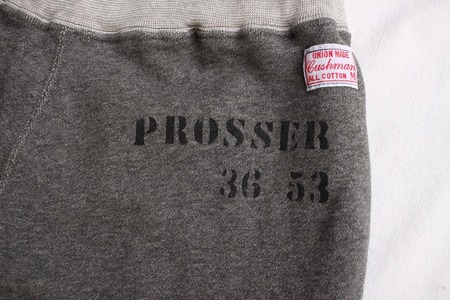 UNION MADE
Cushman
ALL COTTON M
PROSSER
36 53